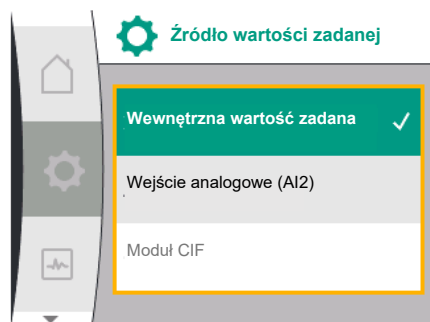 Źródło wartości zadanej
Wewnętrzna wartość zadana
Wejście analogowe (AI2)
Moduł CIF